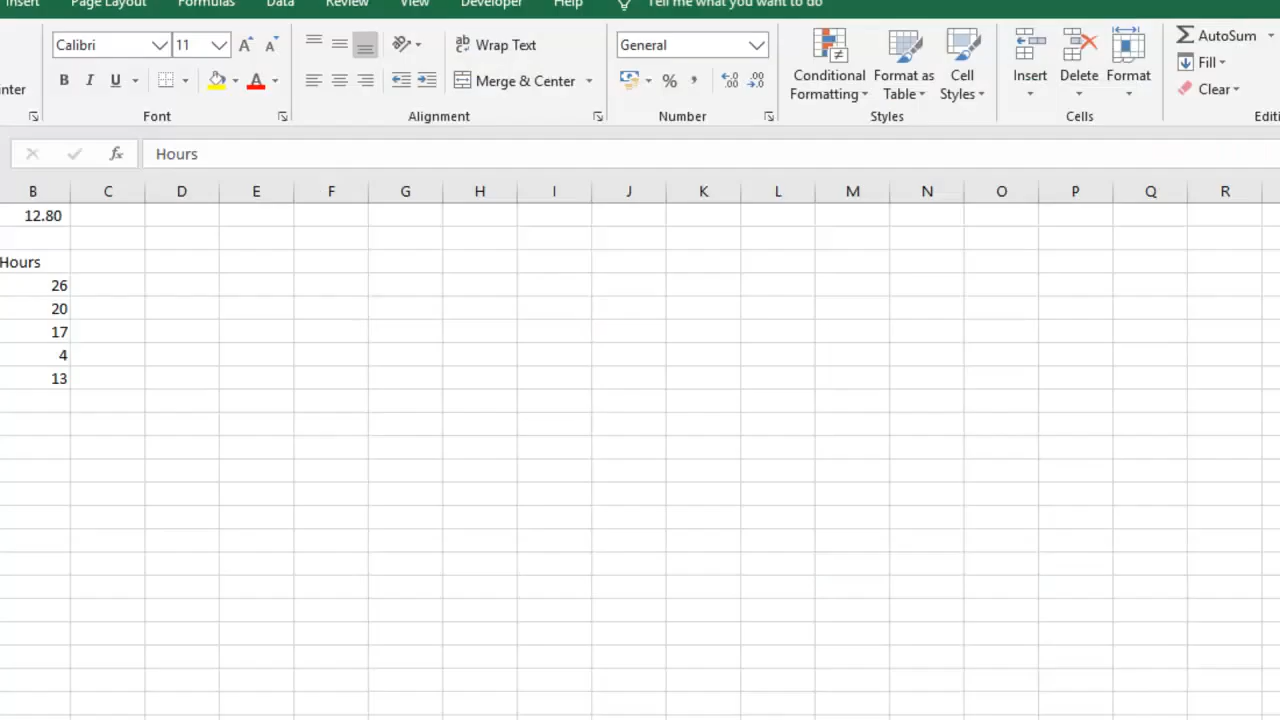 Insert Page Layout Formulas Data Review View Developer Help Tell me what you want to do
Calibri 11 Wrap Text General AutoSum
Conditional Formatting Format as Table Cell Styles Insert Delete Format Fill
B I U Merge & Center % Clear
Font Alignment Number Styles Cells
fx Hours
B C D E F G H I J K L M N O P Q R
12.80
Hours
26
20
17
4
13